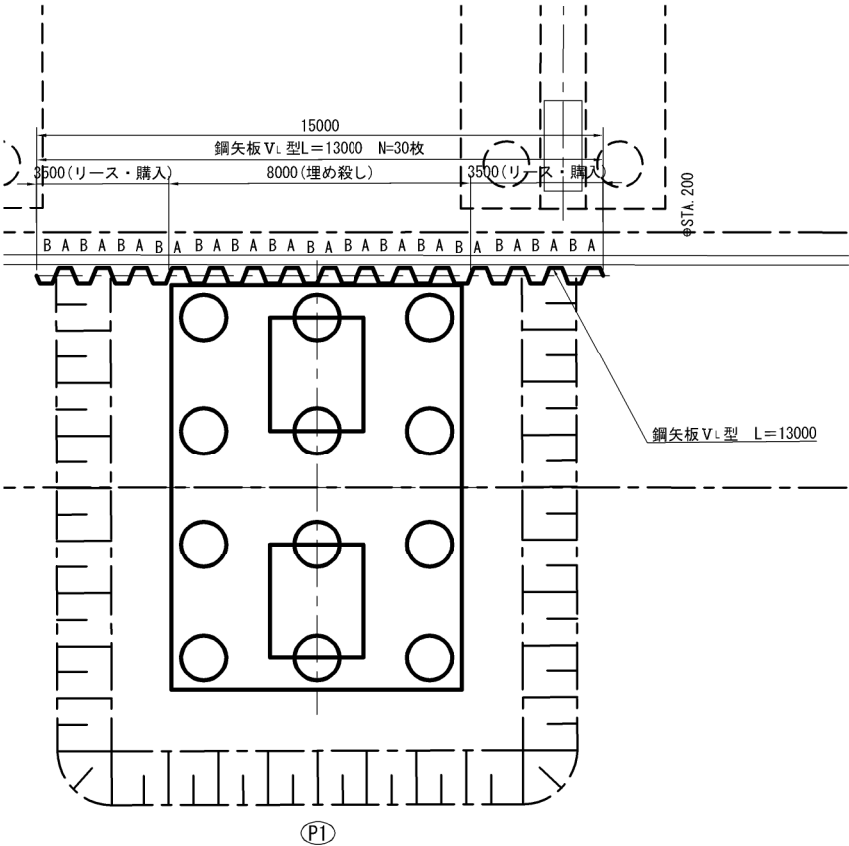 15000
鋼矢板ⅤL型L=13000 N=30枚
3500(リース・購入)
8000(埋め殺し)
3500(リース・購入)
⊕STA.200
B A B A B A B A B A B A B A B A B A B A B A B A B A B A B A
鋼矢板ⅤL型 L=13000
P1